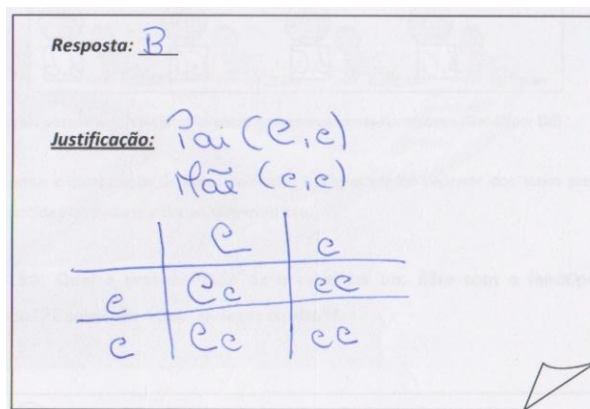 Resposta: B
Justificação: Pai (C, c)
Mãe (c, c)
C c
c Cc cc
c Cc cc